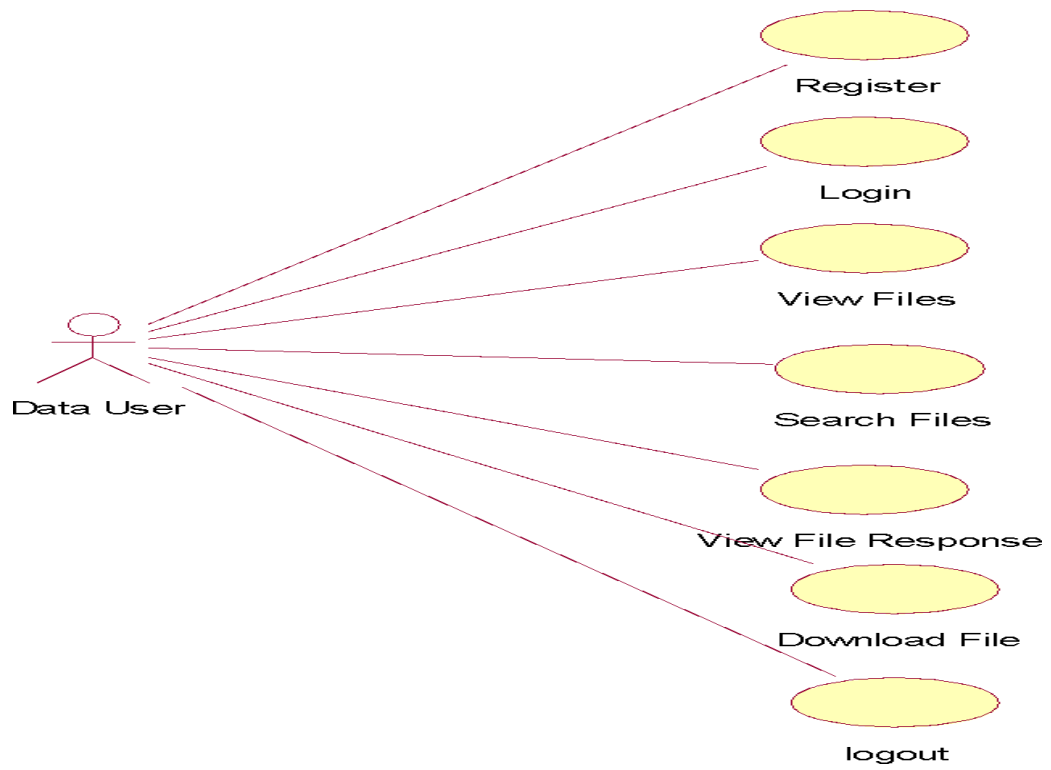 Register
Login
View Files
Data User
Search Files
View File Response
Download File
logout